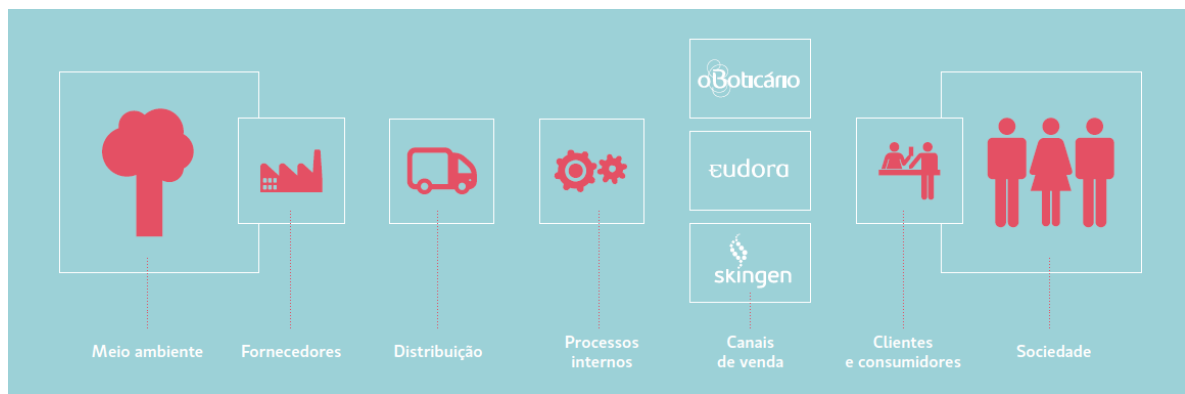 oBoticário
eudora
skingen
Meio ambiente
Fornecedores
Distribuição
Processos
internos
Canais
de venda
Clientes
e consumidores
Sociedade